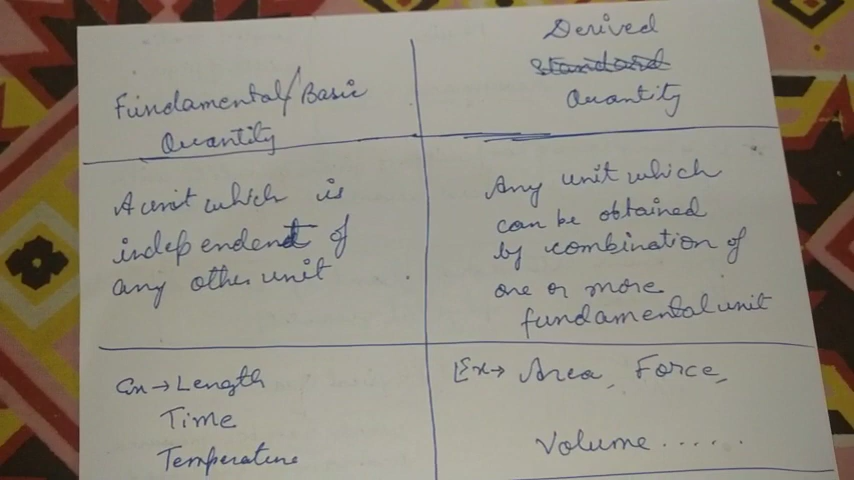 Fundamental/Basic
Quantity
Derived
Quantity
A unit which is
independent of
any other unit
Any unit which
can be obtained
by combination of
one or more
fundamental unit
Ex → Length
Time
Temperature
Ex → Area, Force,
Volume ......